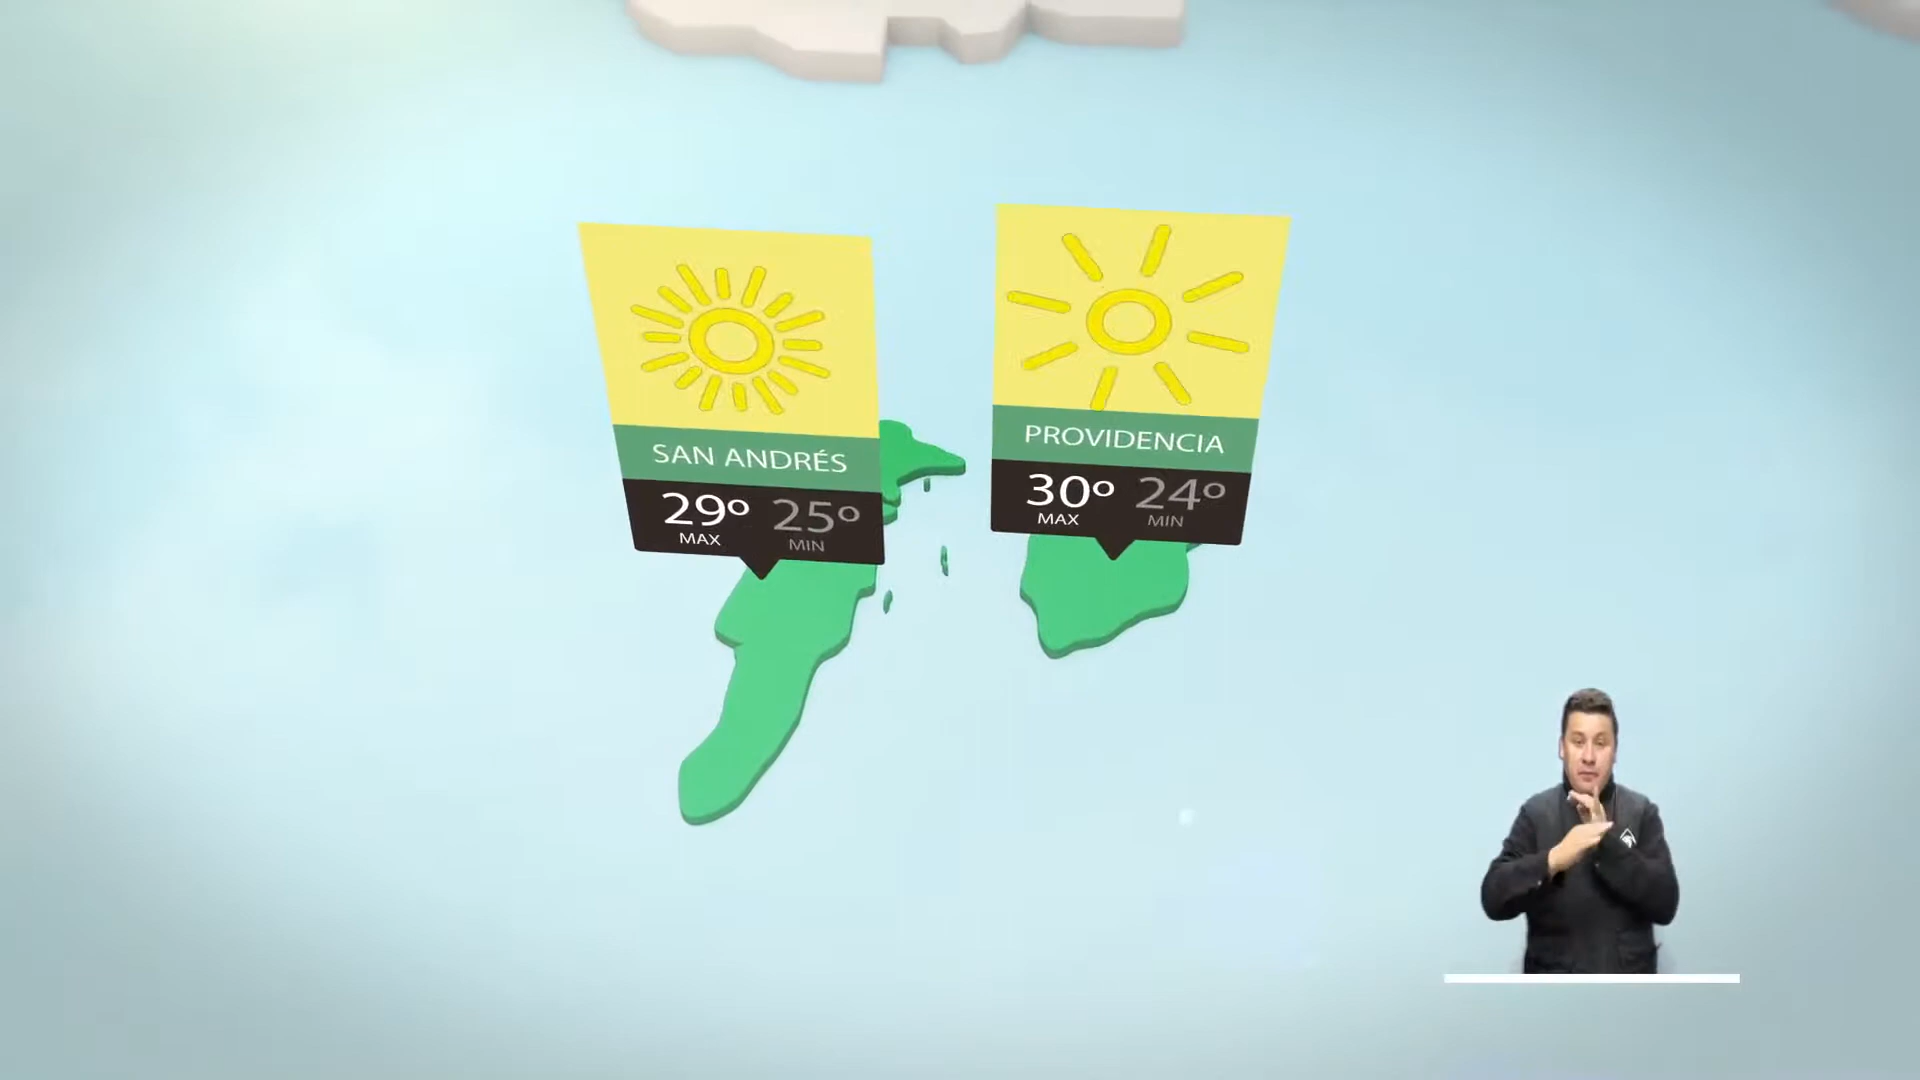 SAN ANDRÉS
29º 25º
MAX MIN
PROVIDENCIA
30º 24º
MAX MIN